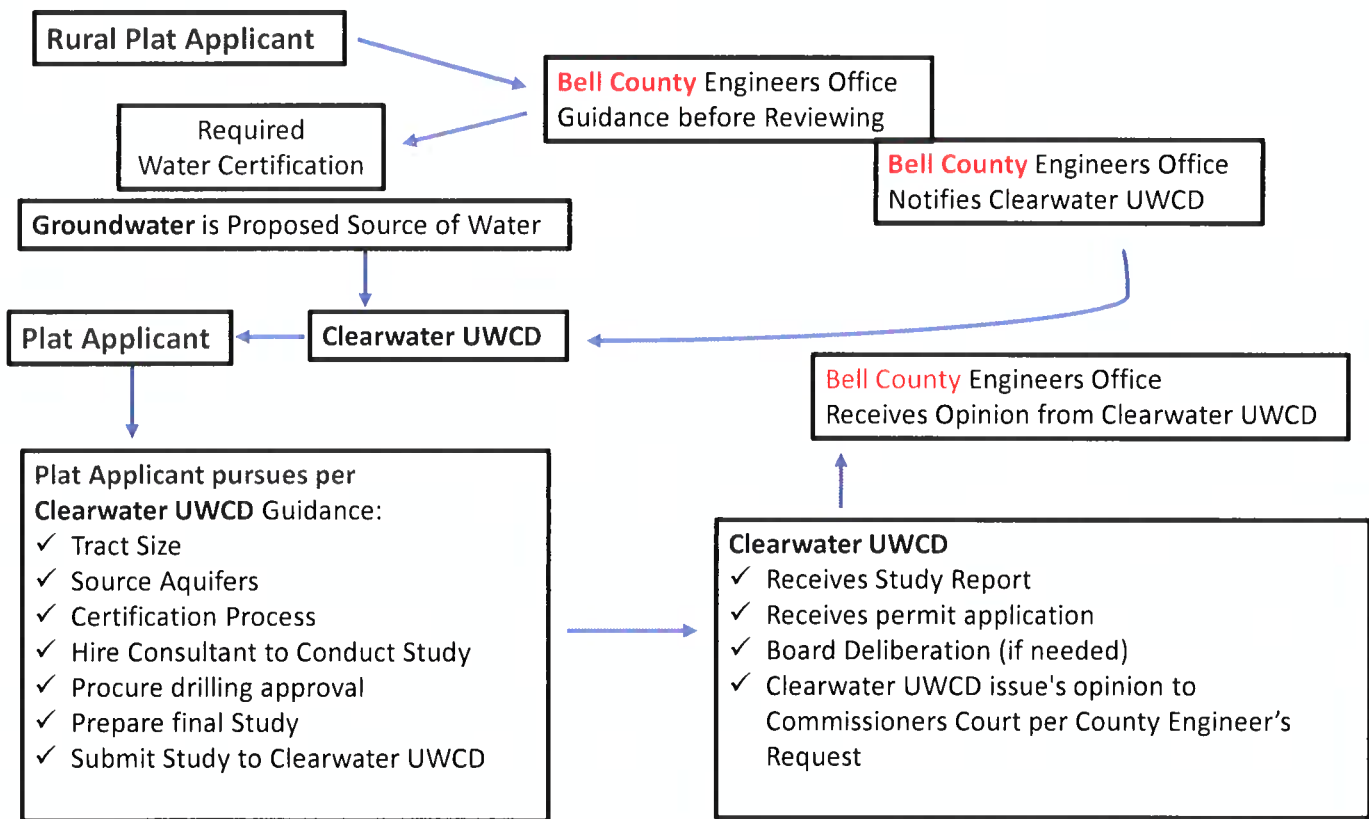 Rural Plat Applicant
Bell County Engineers Office
Guidance before Reviewing
Required
Water Certification
Bell County Engineers Office
Notifies Clearwater UWCD
Groundwater is Proposed Source of Water
Plat Applicant
Clearwater UWCD
Bell County Engineers Office
Receives Opinion from Clearwater UWCD
Plat Applicant pursues per
Clearwater UWCD Guidance:
✓ Tract Size
✓ Source Aquifers
✓ Certification Process
✓ Hire Consultant to Conduct Study
✓ Procure drilling approval
✓ Prepare final Study
✓ Submit Study to Clearwater UWCD
Clearwater UWCD
✓ Receives Study Report
✓ Receives permit application
✓ Board Deliberation (if needed)
✓ Clearwater UWCD issue's opinion to
Commissioners Court per County Engineer's
Request